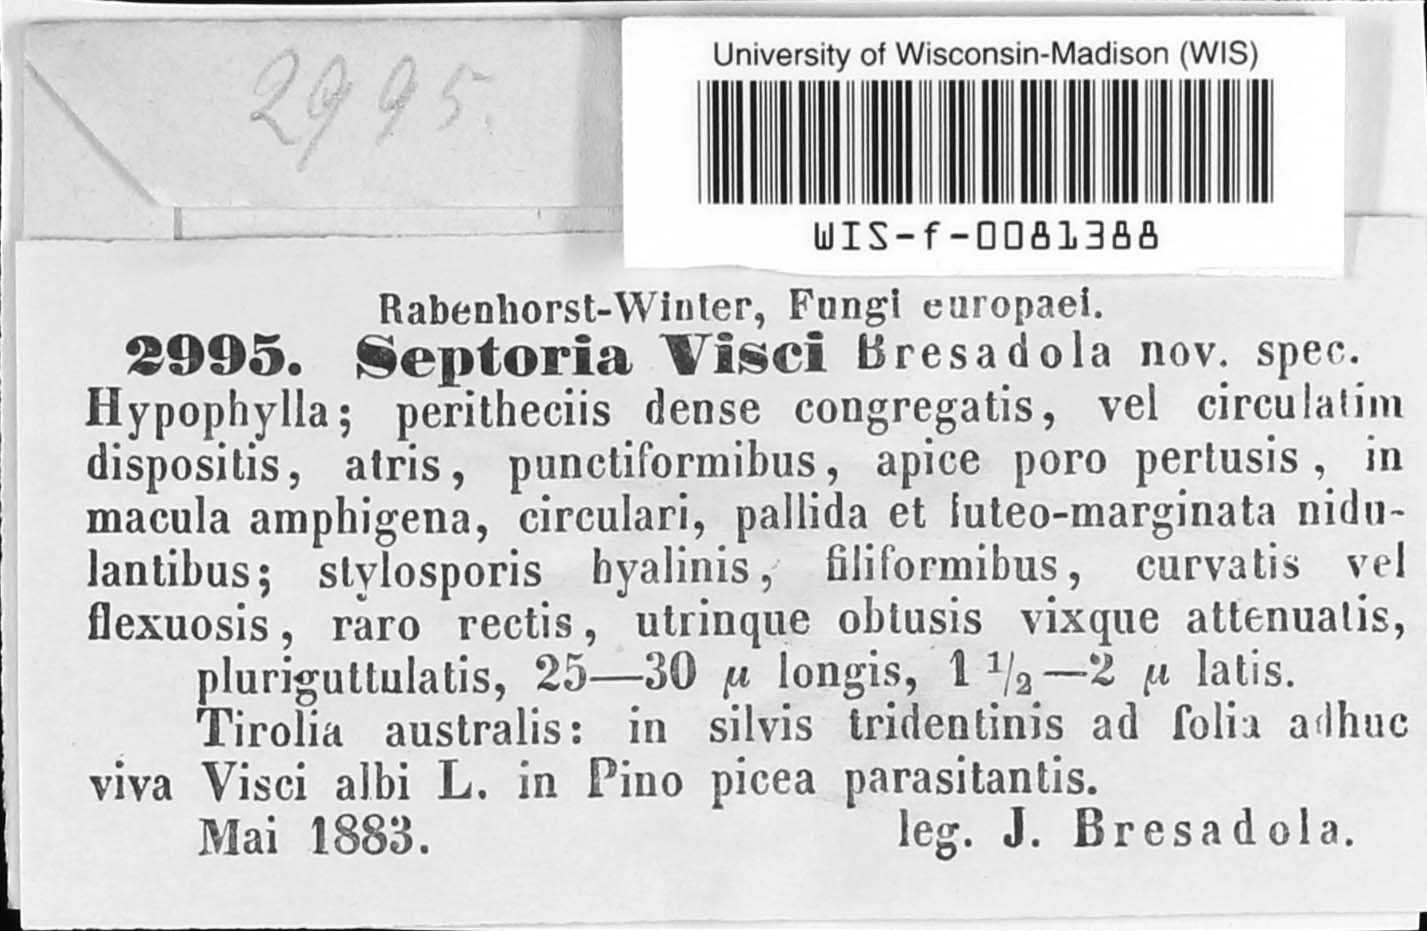 2995.
University of Wisconsin-Madison (WIS)
WIS-f-0081388
Rabenhorst-Winter, Fungi europaei.
2995. Septoria Visci Bresadola nov. spec.
Hypophylla; peritheciis dense congregatis, vel circulatim
dispositis, atris, punctiformibus, apice poro pertusis, in
macula amphigena, circulari, pallida et luteo-marginata nidu-
lantibus; stylosporis hyalinis, filiformibus, curvatis vel
flexuosis, raro rectis, utrinque obtusis vixque attenuatis,
pluriguttulatis, 25—30 µ longis, 1 1/2—2 µ latis.
Tirolia australis: in silvis tridentinis ad folia adhuc
viva Visci albi L. in Pino picea parasitantis.
Mai 1883. leg. J. Bresadola.